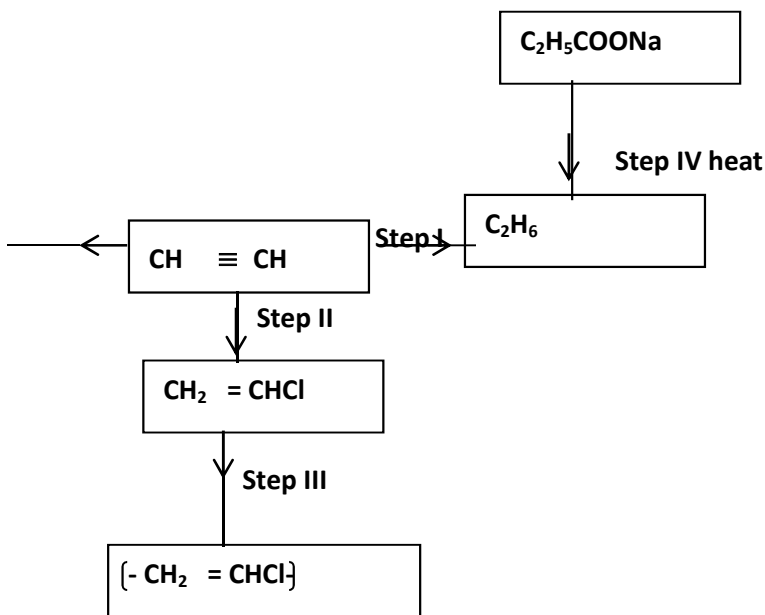 C₂H₅COONa
Step IV heat
C₂H₆
Step I
CH ≡ CH
Step II
CH₂ = CHCl
Step III
(- CH₂ = CHCl-)